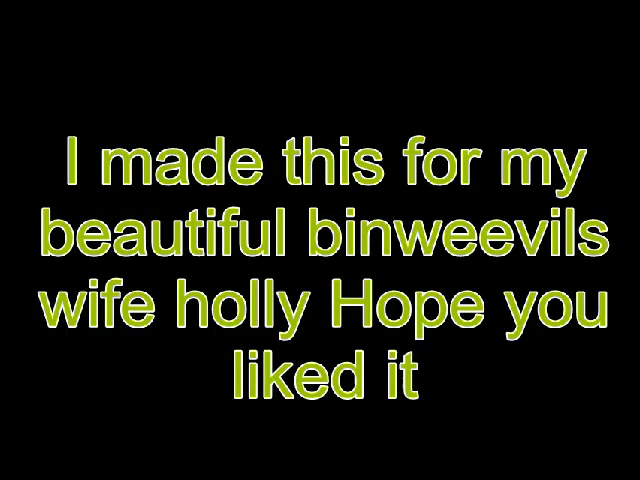 I made this for my
beautiful binweevils
wife holly Hope you
liked it